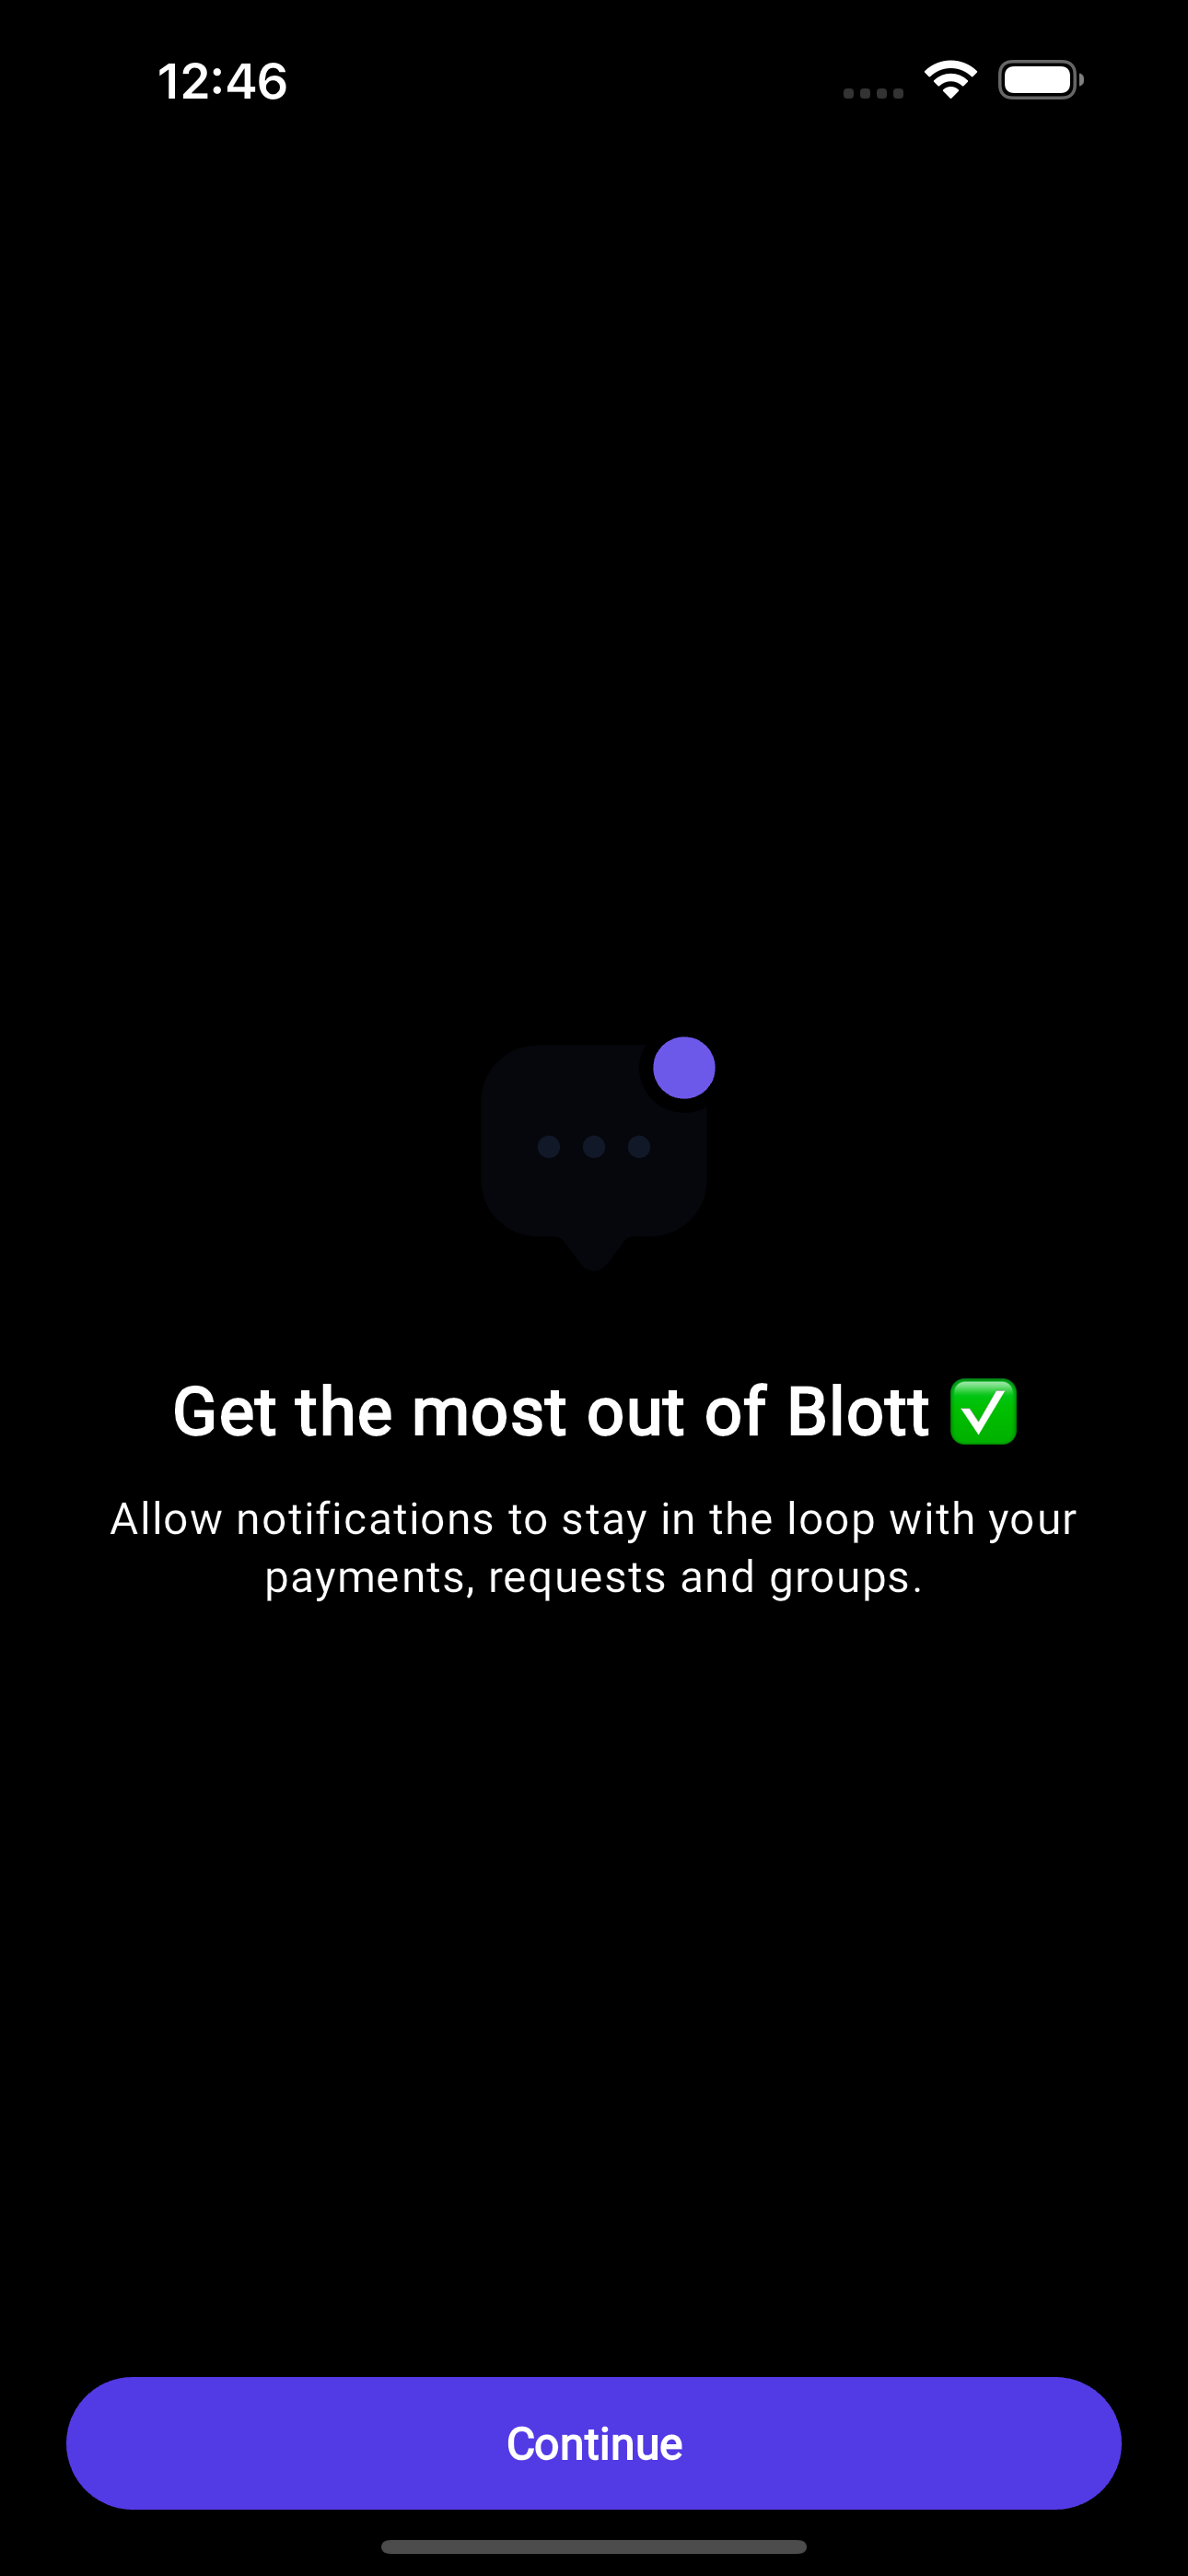 12:46
Get the most out of Blott ✅
Allow notifications to stay in the loop with your
payments, requests and groups.
Continue